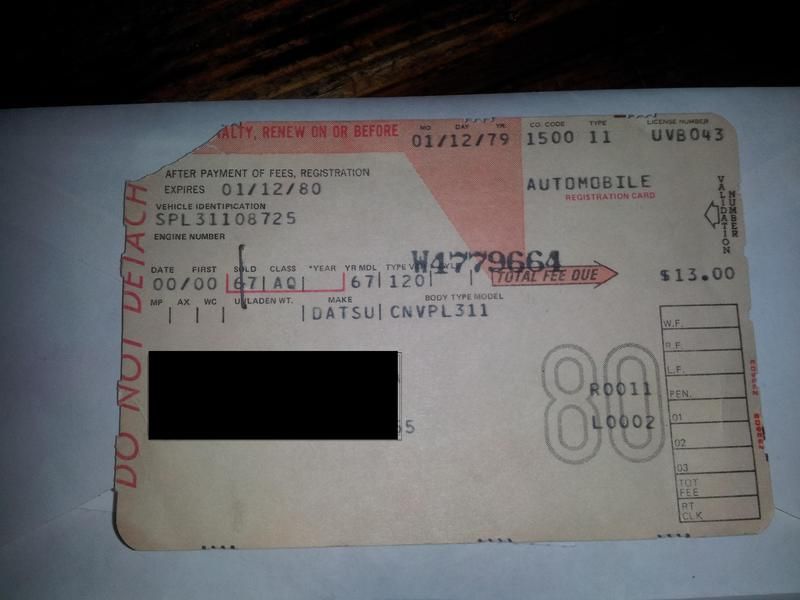 ALTY, RENEW ON OR BEFORE
MO. DAY YR. CO. CODE TYPE LICENSE NUMBER
01/12/79 1500 11 UVB043
AFTER PAYMENT OF FEES, REGISTRATION
EXPIRES 01/12/80
AUTOMOBILE
REGISTRATION CARD
VEHICLE IDENTIFICATION
SPL31108725
ENGINE NUMBER
VALIDATION
NUMBER
W4779664
DATE FIRST SOLD CLASS *YEAR YR MDL TYPE
TOTAL FEE DUE
$13.00
00/00 67 AQ 67 120
MP AX WC UNLADEN WT. MAKE BODY TYPE MODEL
DATSU CNVPL311
DO NOT DETACH
80
R0011
L0002
55
W.F.
R.F.
L.F.
PEN.
01
02
03
TOT
FEE
RT
CLK